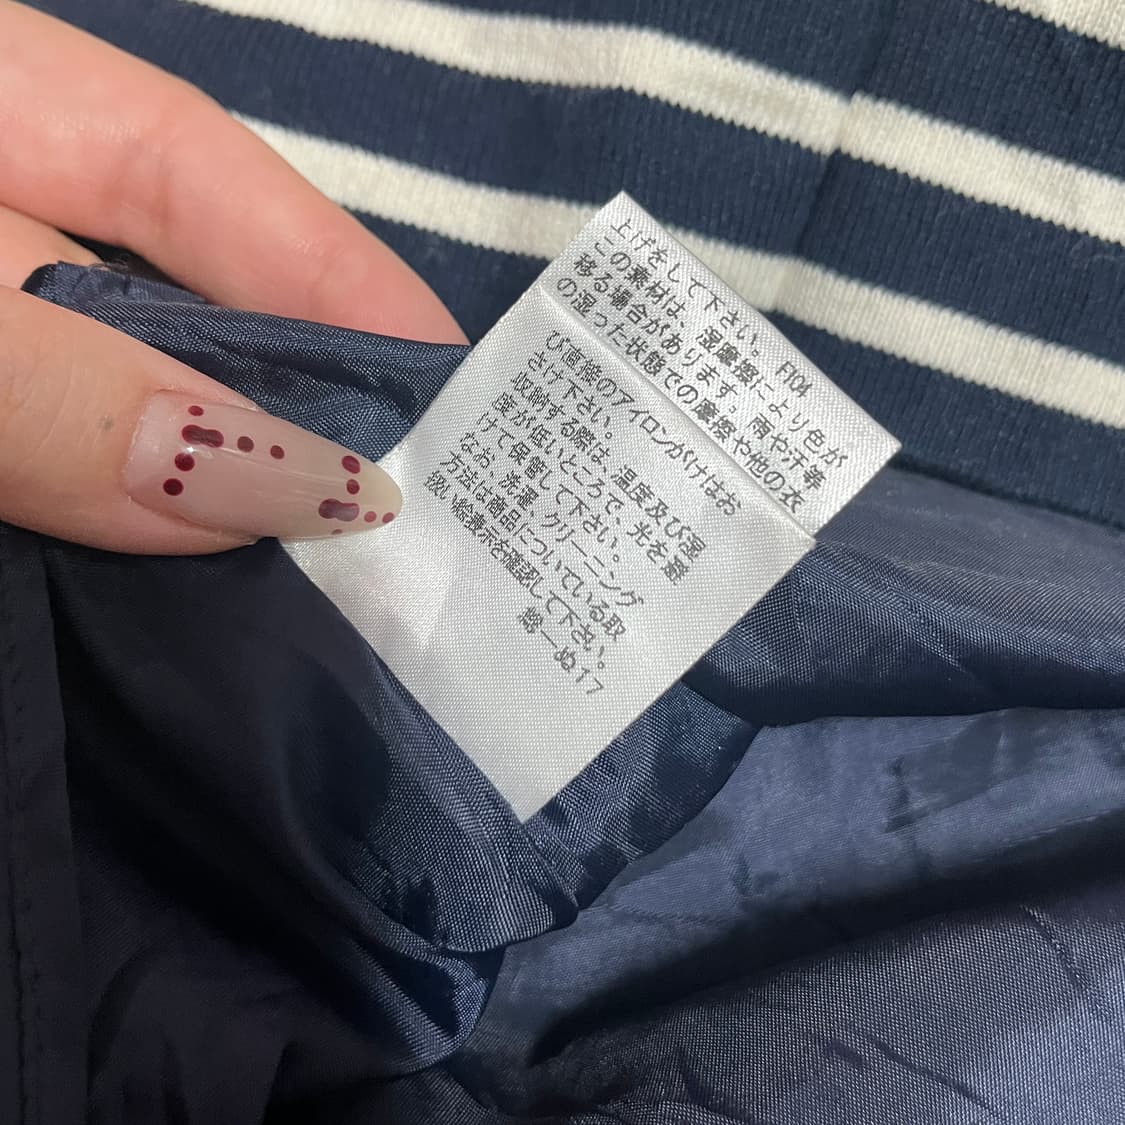 上げをして下さい。 FI04
この素材は、湿摩擦により色が
移る場合があります。雨や汗等
の湿った状態での摩擦や他の衣
び直接のアイロンがけはお
さけ下さい。
収納する際は、温度及び湿
度が低いところで、光を避
けて保管して下さい。
なお、洗濯、クリーニング
方法は商品についている取
扱い絵表示を確認して下さい。
ぬ17